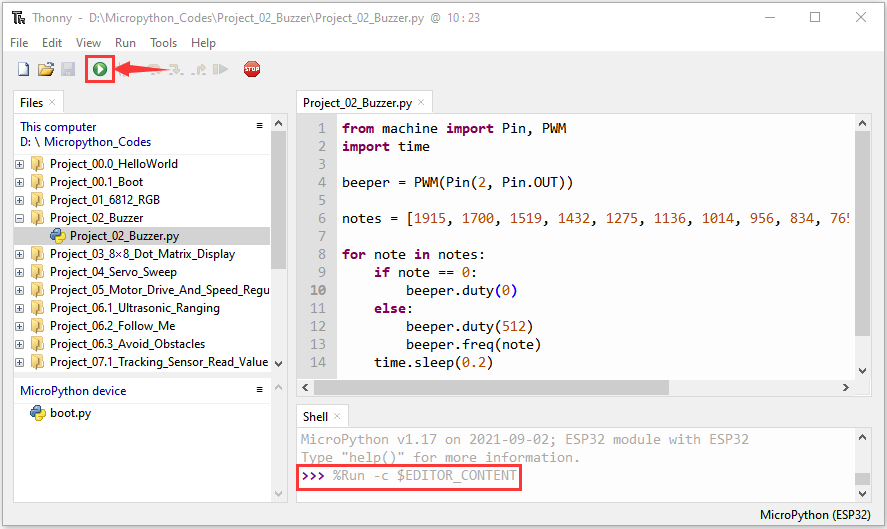 Thonny - D:\Micropython_Codes\Project_02_Buzzer\Project_02_Buzzer.py @ 10 : 23
File Edit View Run Tools Help
STOP
Files
This computer
D: \ Micropython_Codes
Project_00.0_HelloWorld
Project_00.1_Boot
Project_01_6812_RGB
Project_02_Buzzer
Project_02_Buzzer.py
Project_03_8×8_Dot_Matrix_Display
Project_04_Servo_Sweep
Project_05_Motor_Drive_And_Speed_Regu
Project_06.1_Ultrasonic_Ranging
Project_06.2_Follow_Me
Project_06.3_Avoid_Obstacles
Project_07.1_Tracking_Sensor_Read_Value
MicroPython device
boot.py
Project_02_Buzzer.py
1 from machine import Pin, PWM
2 import time
3
4 beeper = PWM(Pin(2, Pin.OUT))
5
6 notes = [1915, 1700, 1519, 1432, 1275, 1136, 1014, 956, 834, 765
7
8 for note in notes:
9 if note == 0:
10 beeper.duty(0)
11 else:
12 beeper.duty(512)
13 beeper.freq(note)
14 time.sleep(0.2)
Shell
MicroPython v1.17 on 2021-09-02; ESP32 module with ESP32
Type "help()" for more information.
>>> %Run -c $EDITOR_CONTENT
MicroPython (ESP32)